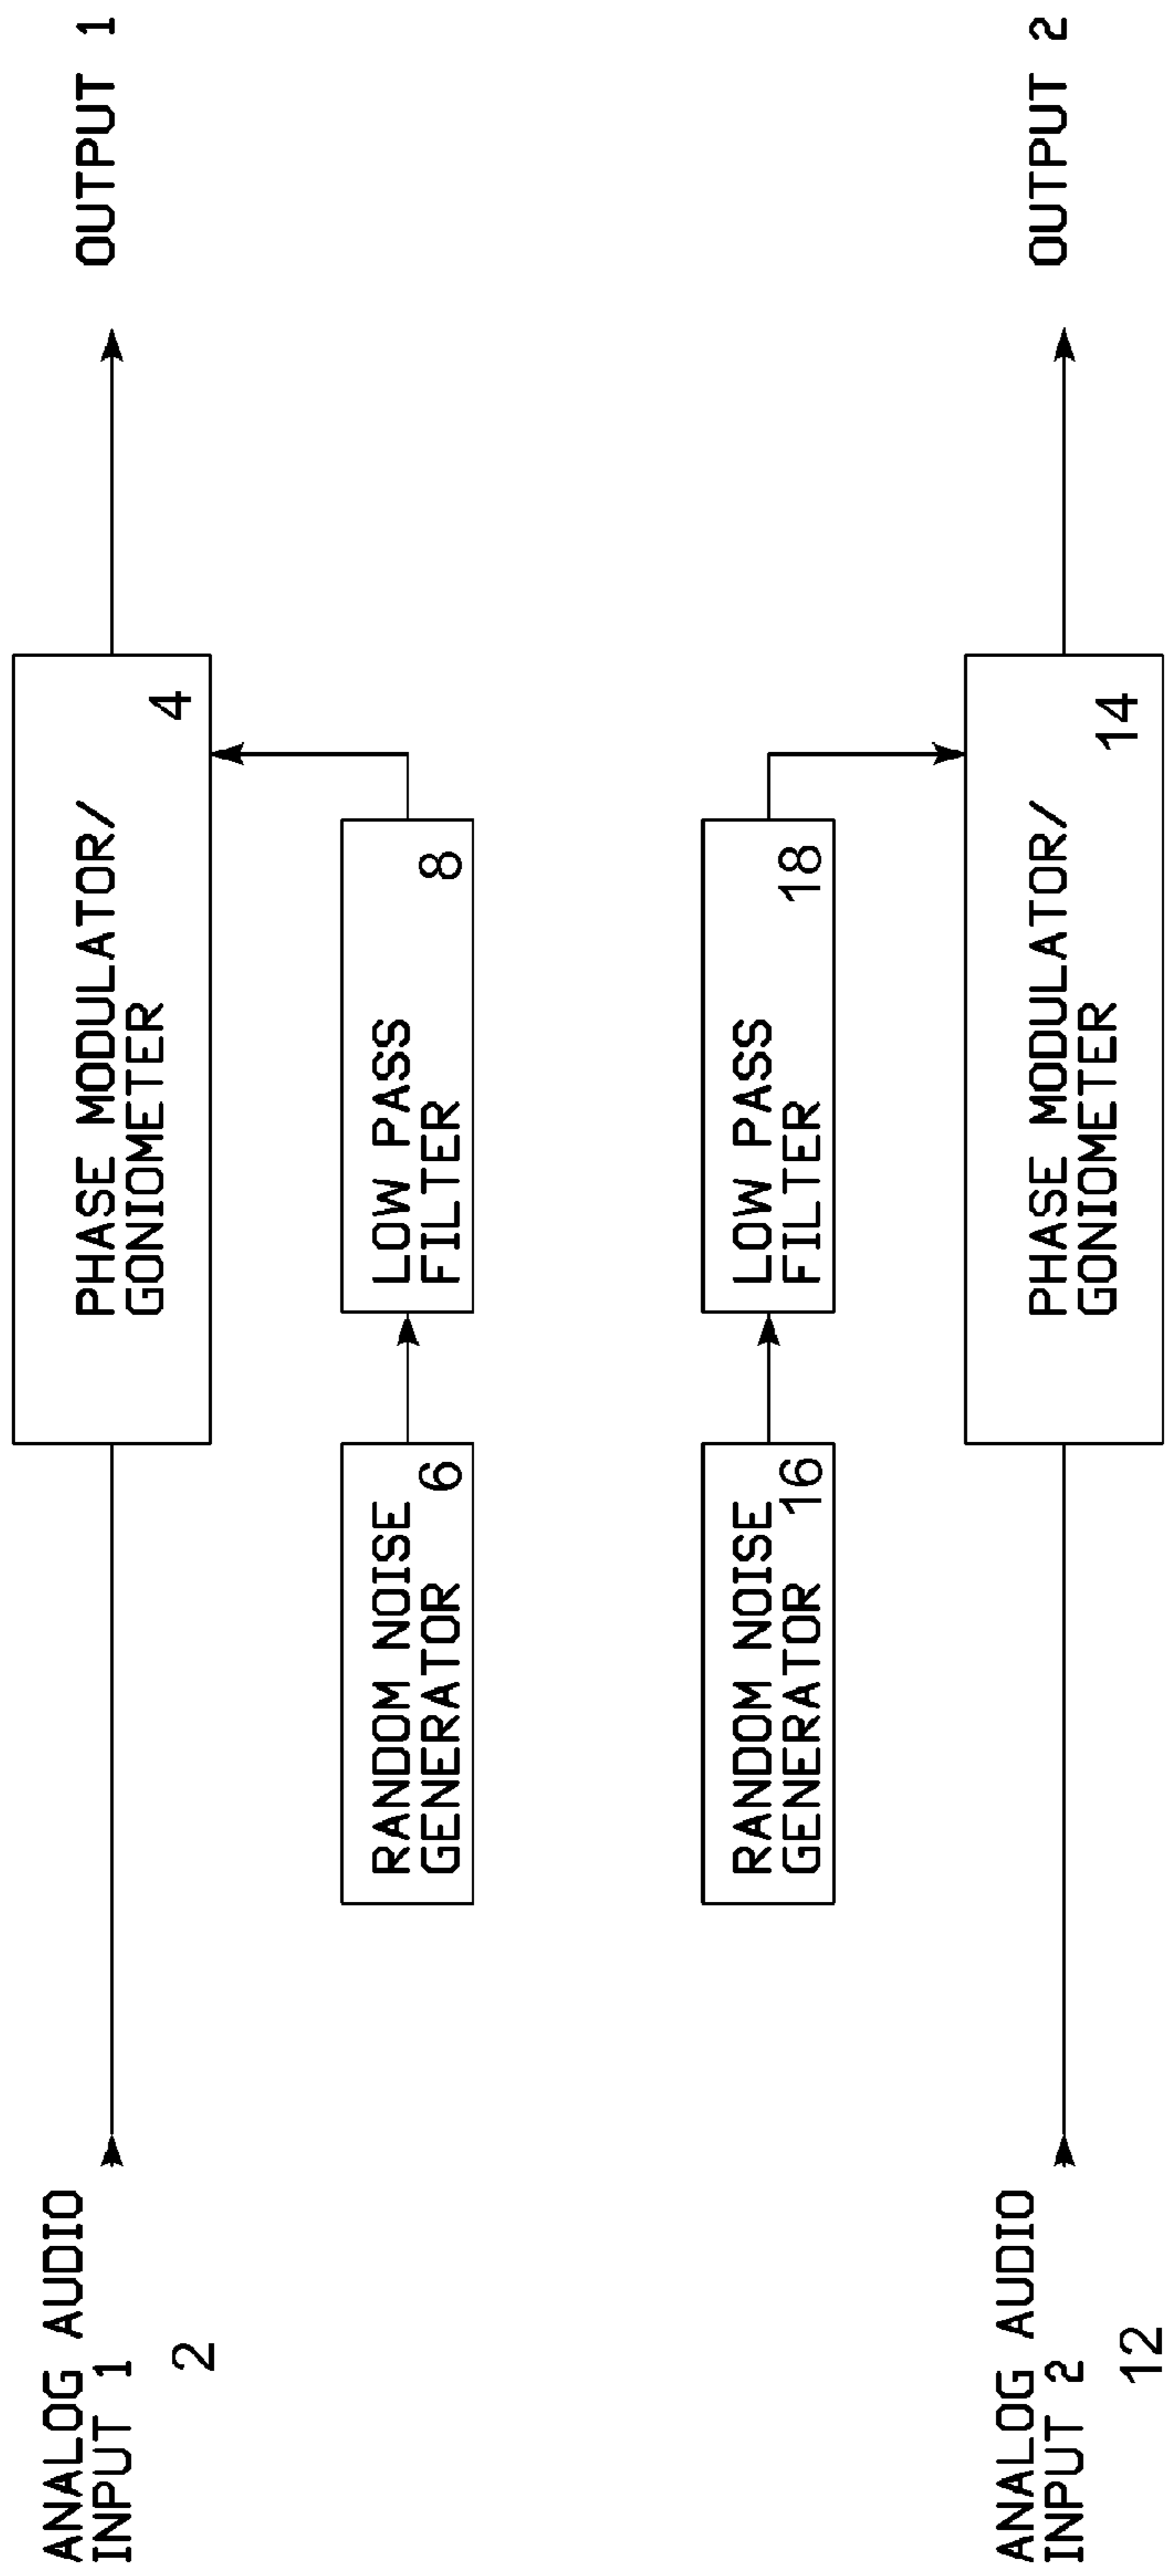 ANALOG AUDIO
INPUT 1
2
PHASE MODULATOR/
GONIOMETER
4
OUTPUT 1
RANDOM NOISE
GENERATOR 6
LOW PASS
FILTER 8
RANDOM NOISE
GENERATOR 16
LOW PASS
FILTER 18
ANALOG AUDIO
INPUT 2
12
PHASE MODULATOR/
GONIOMETER 14
OUTPUT 2